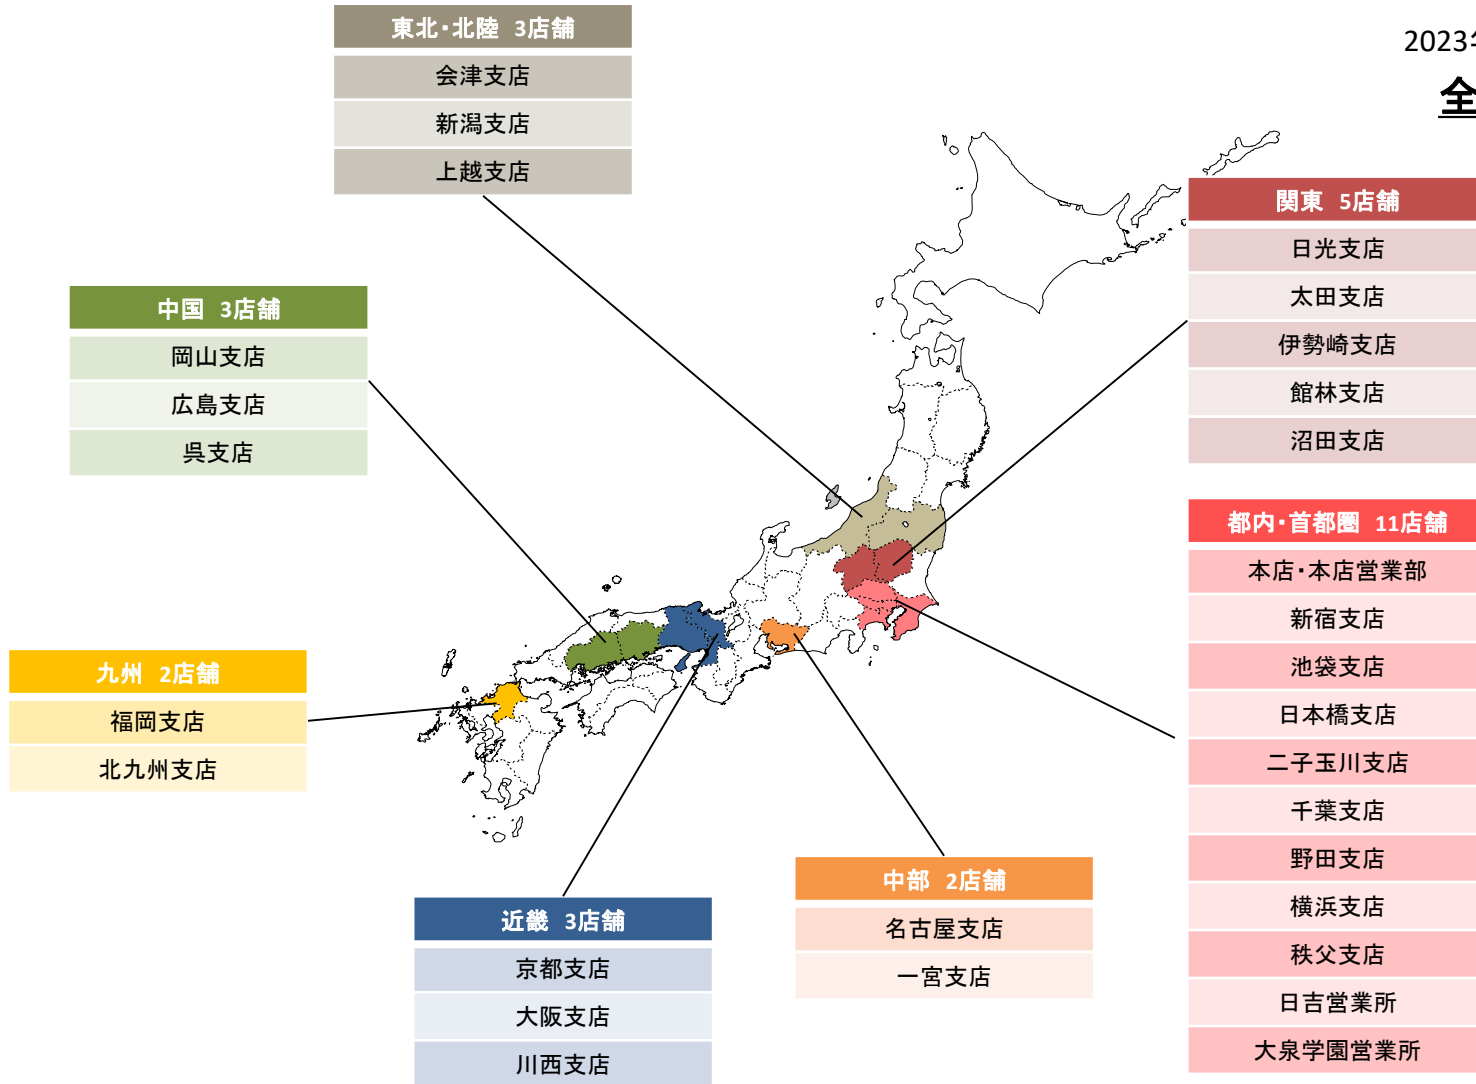 2023年
全
東北・北陸 3店舗
会津支店
新潟支店
上越支店
関東 5店舗
日光支店
太田支店
伊勢崎支店
館林支店
沼田支店
中国 3店舗
岡山支店
広島支店
呉支店
都内・首都圏 11店舗
本店・本店営業部
新宿支店
池袋支店
日本橋支店
二子玉川支店
千葉支店
野田支店
横浜支店
秩父支店
日吉営業所
大泉学園営業所
九州 2店舗
福岡支店
北九州支店
中部 2店舗
名古屋支店
一宮支店
近畿 3店舗
京都支店
大阪支店
川西支店